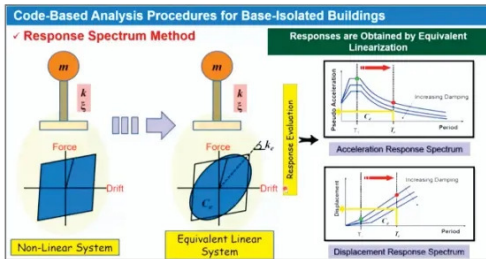 Code-Based Analysis Procedures for Base-Isolated Buildings
✓ Response Spectrum Method
Responses are Obtained by Equivalent
Linearization
m
m
Force
Drift
Non-Linear System
Force
Drift
k_e
C_e
Equivalent Linear
System
Response Evaluation
Pseudo Acceleration
Increasing Damping
Period
Acceleration Response Spectrum
Displacement
Increasing Damping
Period
Displacement Response Spectrum